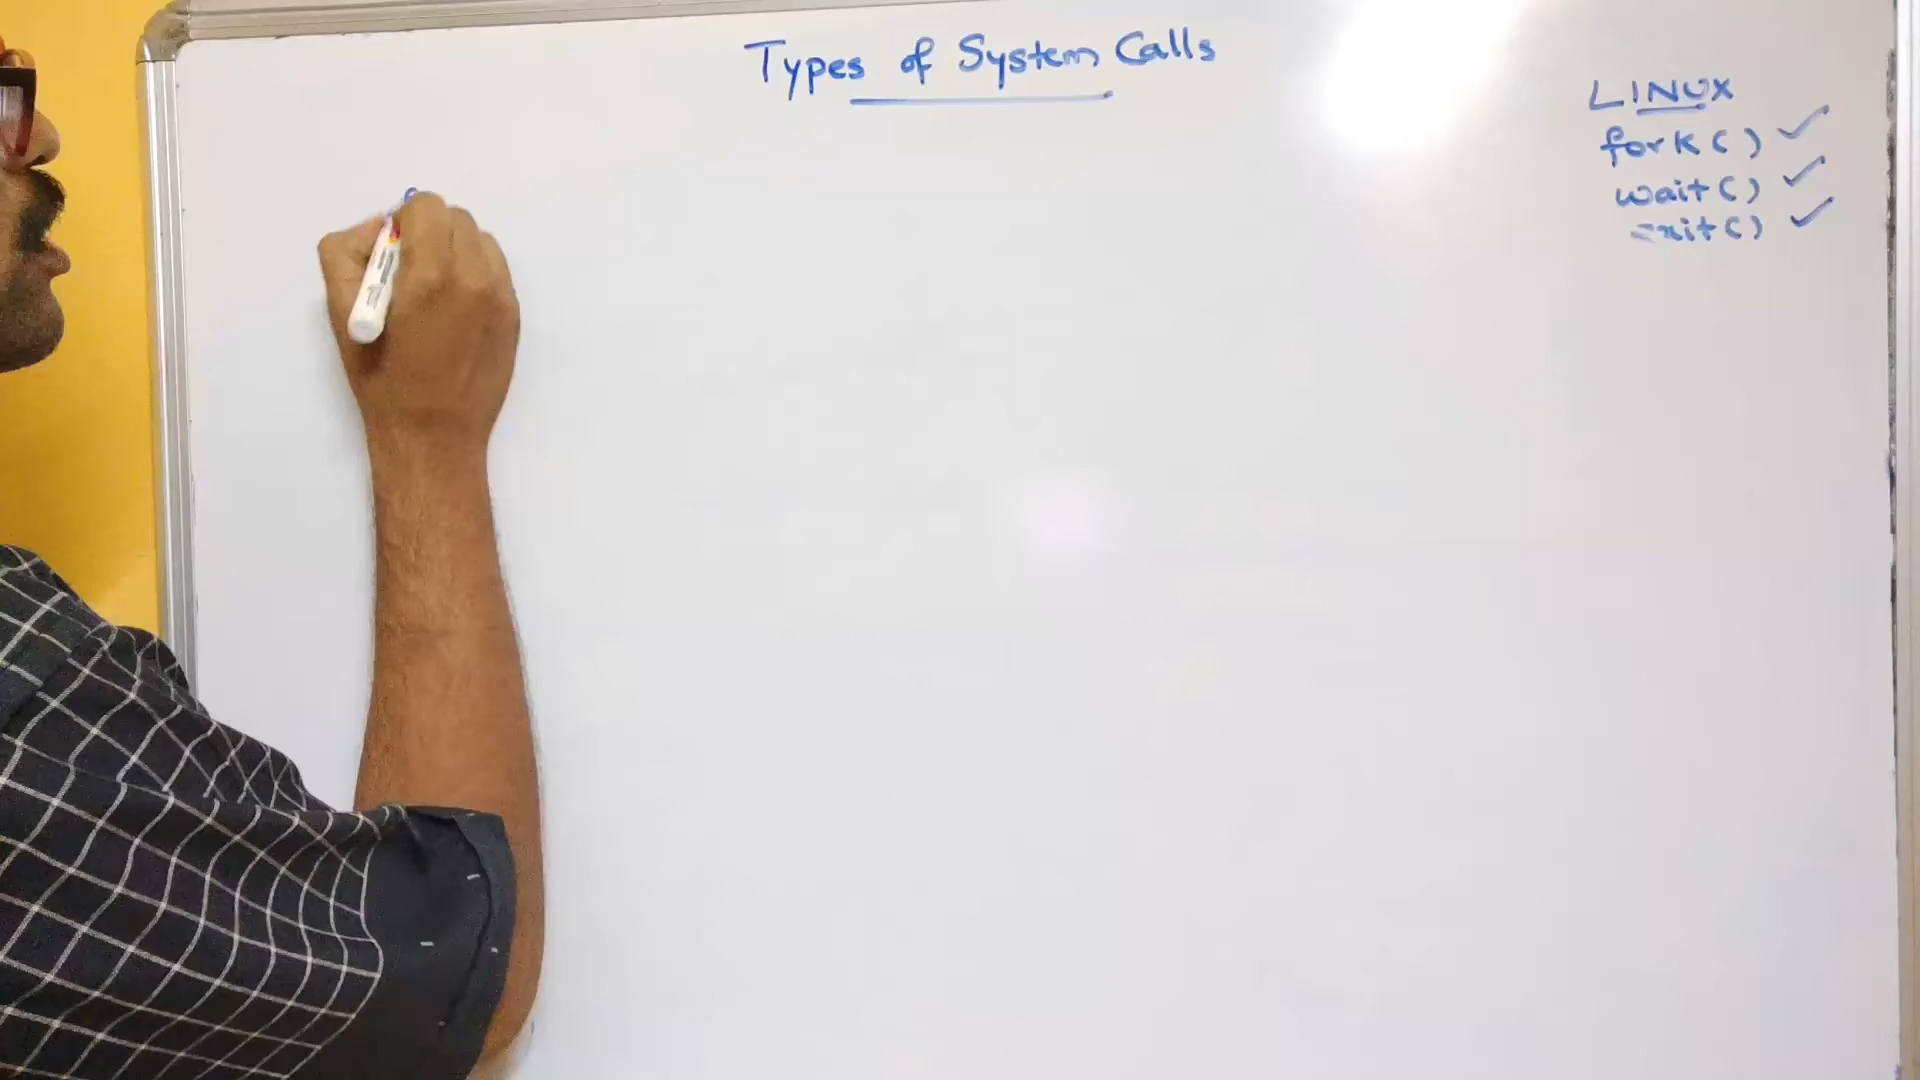 Types of System Calls
LINUX
fork() ✓
wait() ✓
exit() ✓